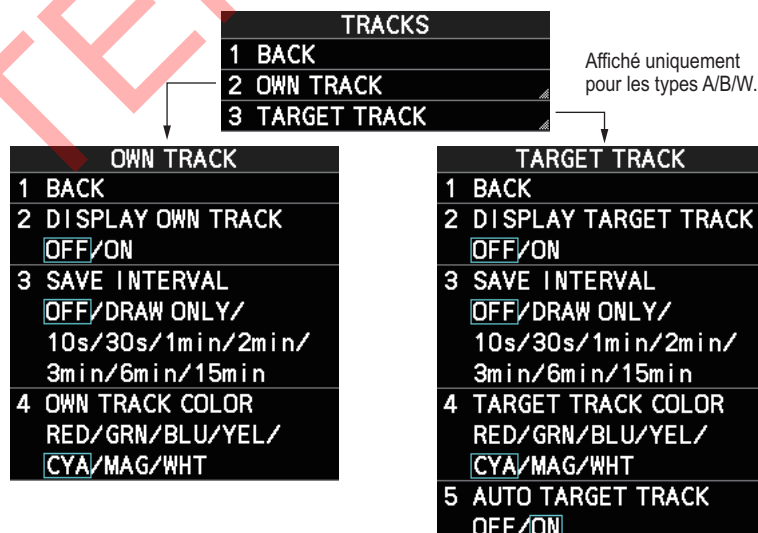 TRACKS
1 BACK
2 OWN TRACK
3 TARGET TRACK
Affiché uniquement
pour les types A/B/W.
OWN TRACK
1 BACK
2 DISPLAY OWN TRACK
OFF/ON
3 SAVE INTERVAL
OFF/DRAW ONLY/
10s/30s/1min/2min/
3min/6min/15min
4 OWN TRACK COLOR
RED/GRN/BLU/YEL/
CYA/MAG/WHT
TARGET TRACK
1 BACK
2 DISPLAY TARGET TRACK
OFF/ON
3 SAVE INTERVAL
OFF/DRAW ONLY/
10s/30s/1min/2min/
3min/6min/15min
4 TARGET TRACK COLOR
RED/GRN/BLU/YEL/
CYA/MAG/WHT
5 AUTO TARGET TRACK
OFF/ON